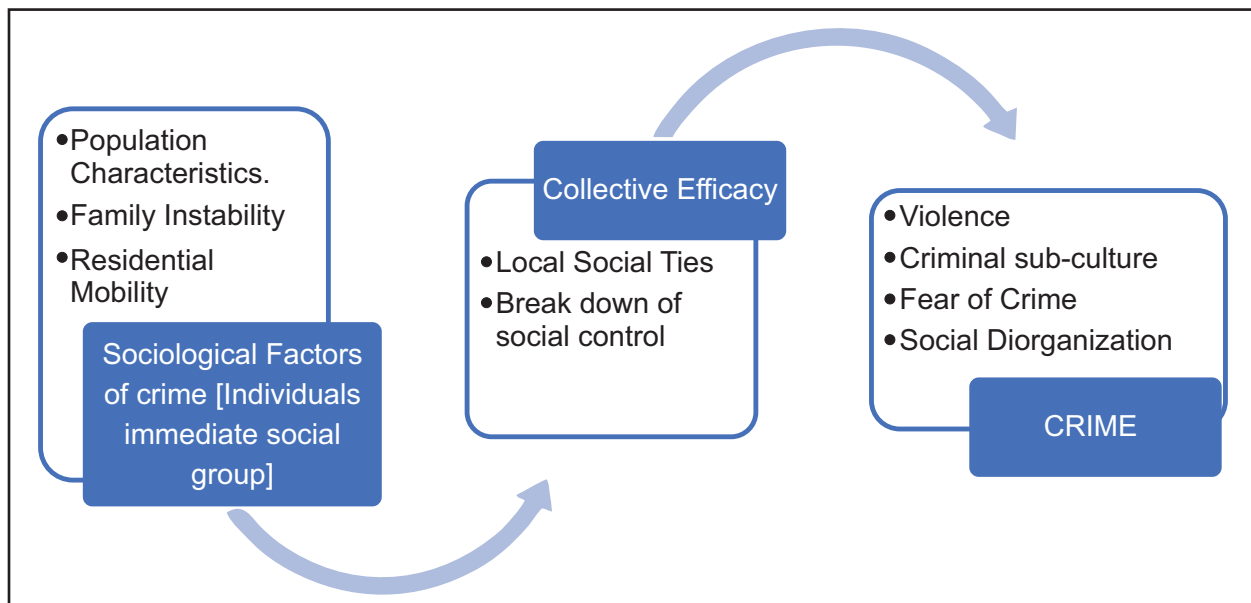 •Population
Characteristics.
•Family Instability
•Residential
Mobility
Sociological Factors
of crime [Individuals
immediate social
group]
Collective Efficacy
•Local Social Ties
•Break down of
social control
•Violence
•Criminal sub-culture
•Fear of Crime
•Social Diorganization
CRIME